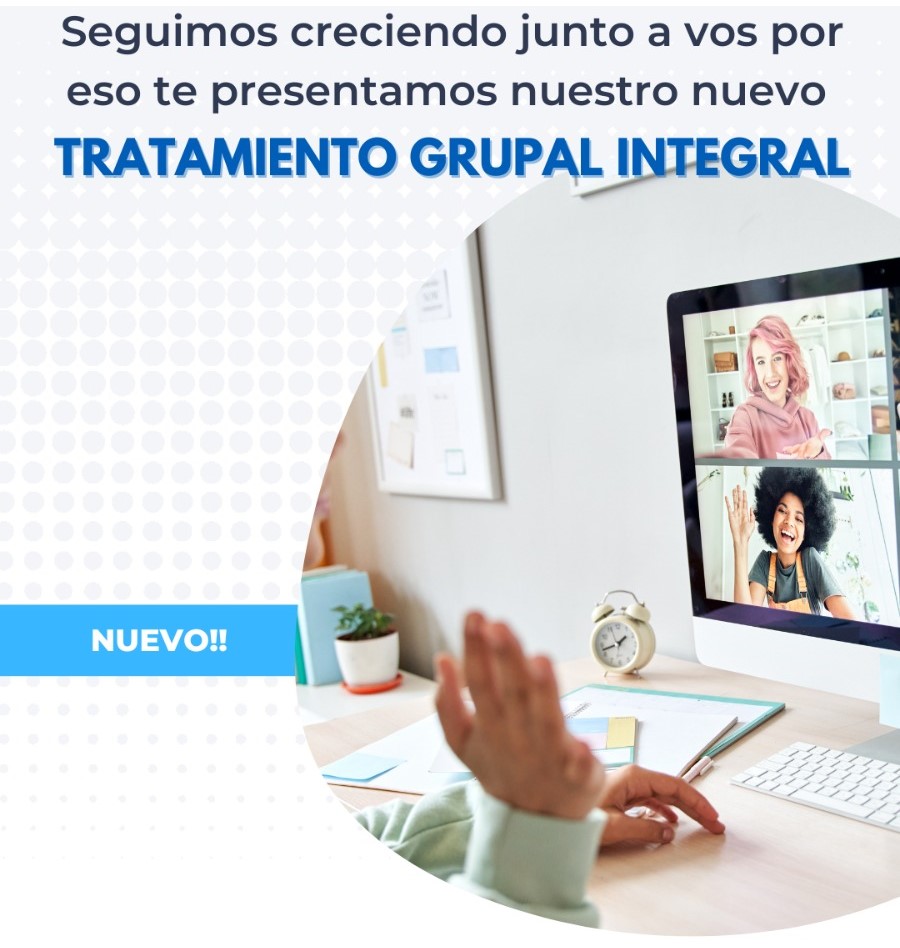 Seguimos creciendo junto a vos por
eso te presentamos nuestro nuevo
TRATAMIENTO GRUPAL INTEGRAL
NUEVO!!